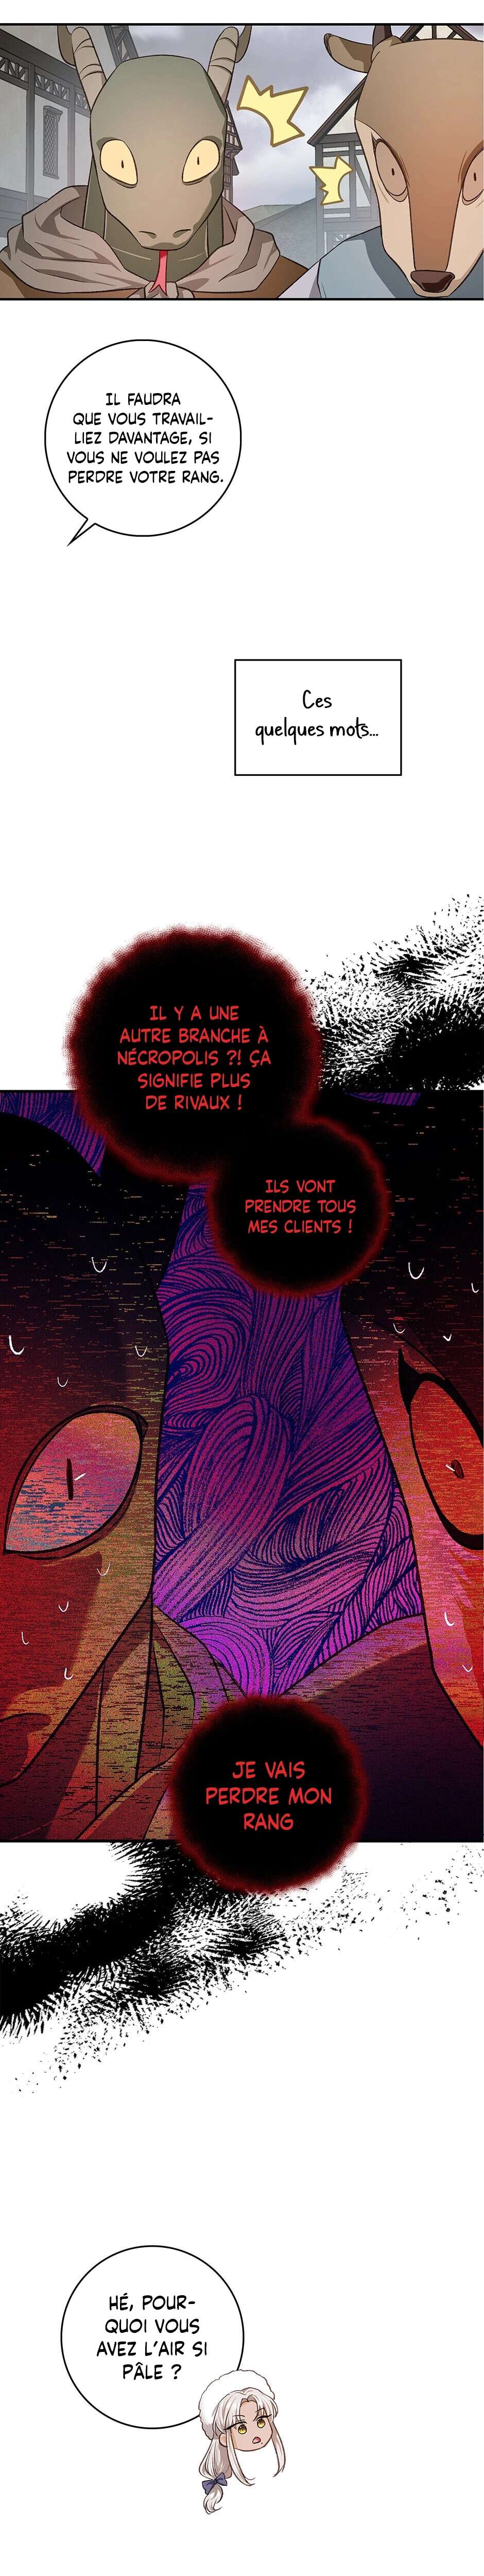 IL FAUDRA
QUE VOUS TRAVAIL-
LIEZ DAVANTAGE, SI
VOUS NE VOULEZ PAS
PERDRE VOTRE RANG.
Ces
quelques mots...
IL Y A UNE
AUTRE BRANCHE À
NÉCROPOLIS ?! ÇA
SIGNIFIE PLUS
DE RIVAUX !
ILS VONT
PRENDRE TOUS
MES CLIENTS !
JE VAIS
PERDRE MON
RANG
HÉ, POUR-
QUOI VOUS
AVEZ L'AIR SI
PÂLE ?